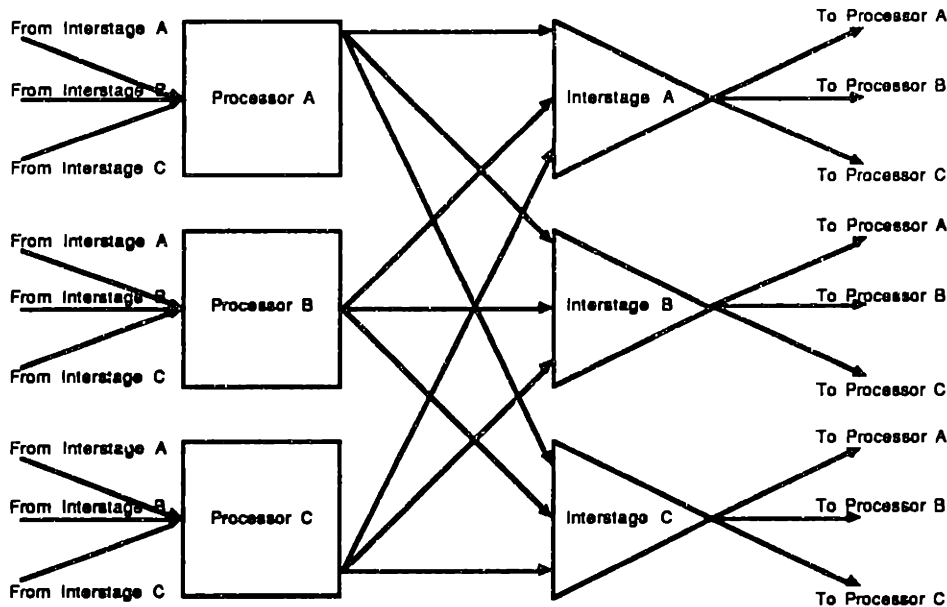 From Interstage A
From Interstage B
From Interstage C
Processor A
Interstage A
To Processor A
To Processor B
To Processor C
From Interstage A
From Interstage B
From Interstage C
Processor B
Interstage B
To Processor A
To Processor B
To Processor C
From Interstage A
From Interstage B
From Interstage C
Processor C
Interstage C
To Processor A
To Processor B
To Processor C